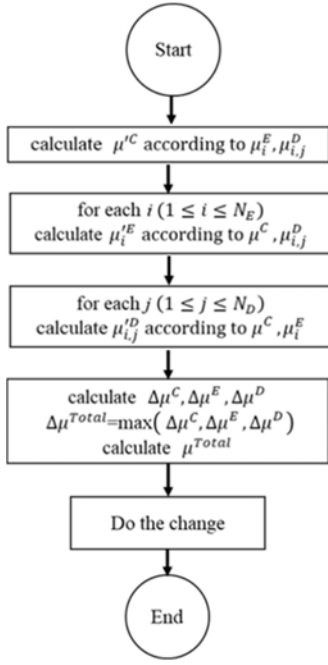 Start
calculate μ'ᶜ according to μᵢᴱ, μᵢ,ⱼᴰ
for each i (1 ≤ i ≤ N_E)
calculate μ'ᵢᴱ according to μᶜ, μᵢ,ⱼᴰ
for each j (1 ≤ j ≤ N_D)
calculate μ'ᵢ,ⱼᴰ according to μᶜ, μᵢᴱ
calculate Δμᶜ, Δμᴱ, Δμᴰ
Δμᵀᵒᵗᵃˡ=max( Δμᶜ, Δμᴱ, Δμᴰ )
calculate μᵀᵒᵗᵃˡ
Do the change
End